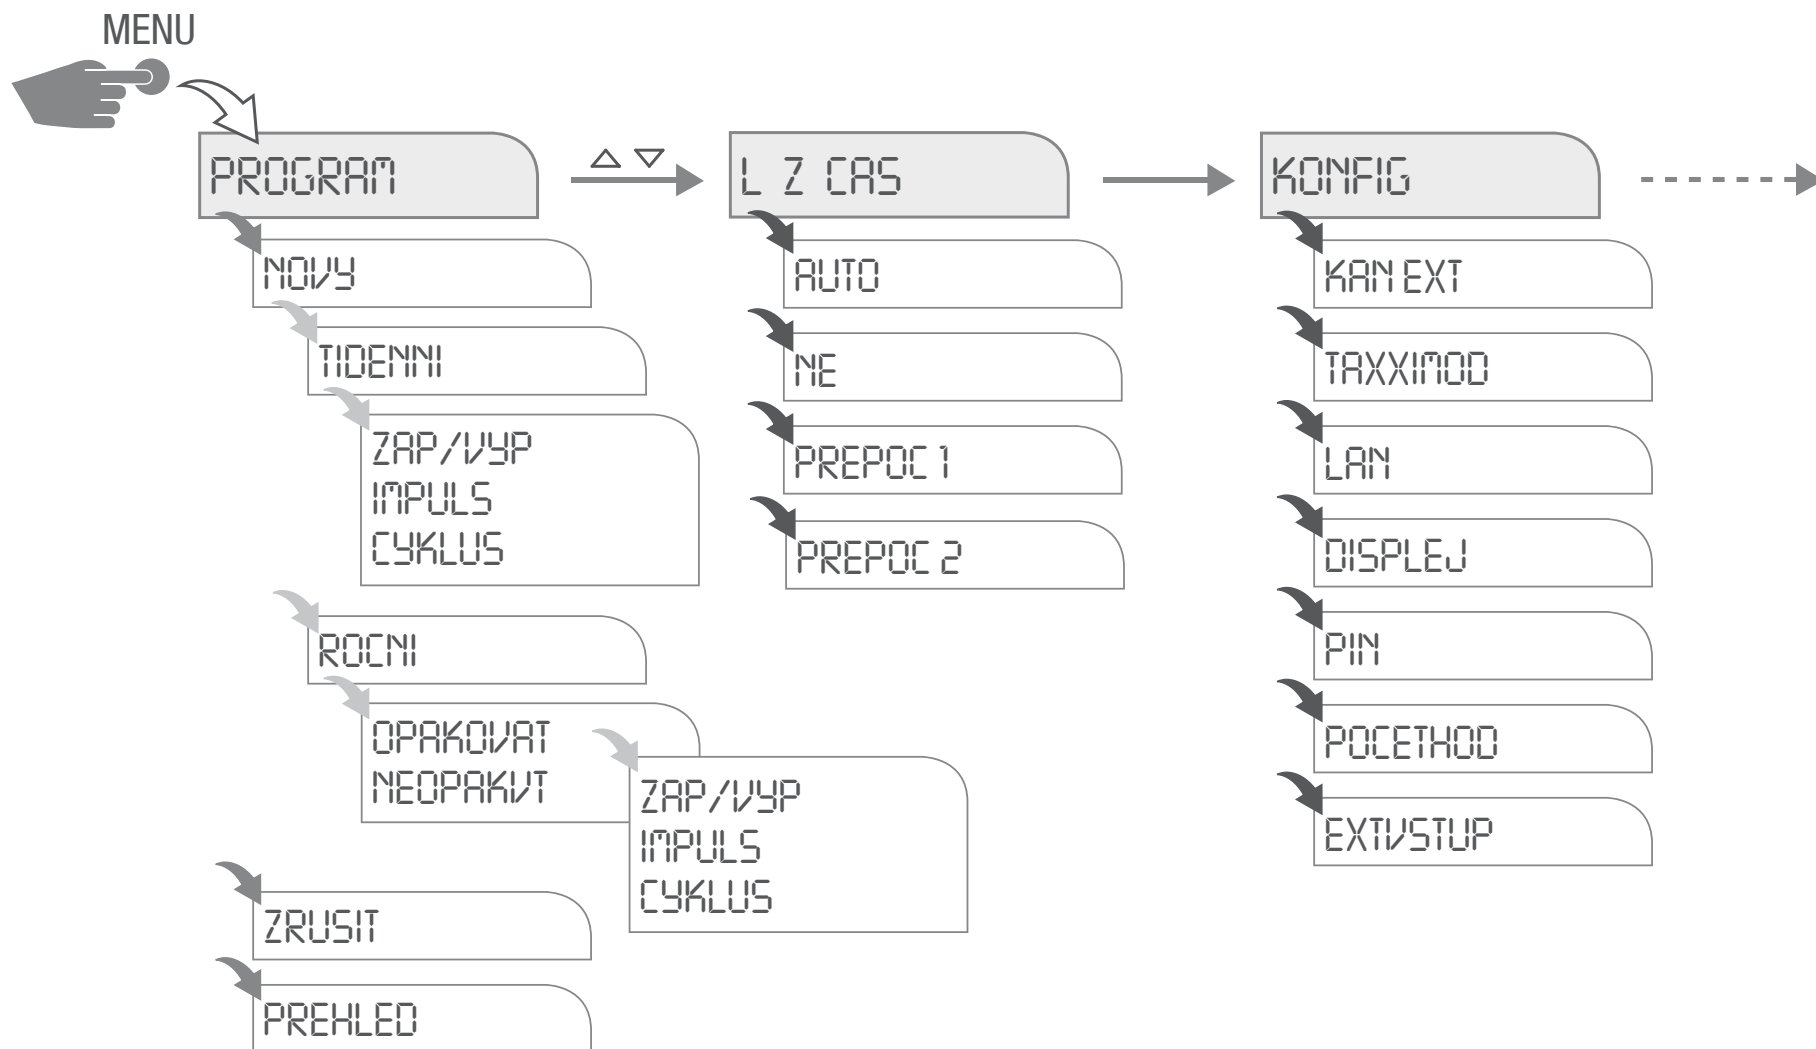 MENU
PROGRAM
NOVY
TIDENNI
ZAP/VYP
IMPULS
CYKLUS
ROCNI
OPAKOVAT
NEOPAKVT
ZAP/VYP
IMPULS
CYKLUS
ZRUSIT
PREHLED
L Z CAS
AUTO
NE
PREPOC 1
PREPOC 2
KONFIG
KAN EXT
TAXXIMOD
LAN
DISPLEJ
PIN
POCETHOD
EXTVSTUP